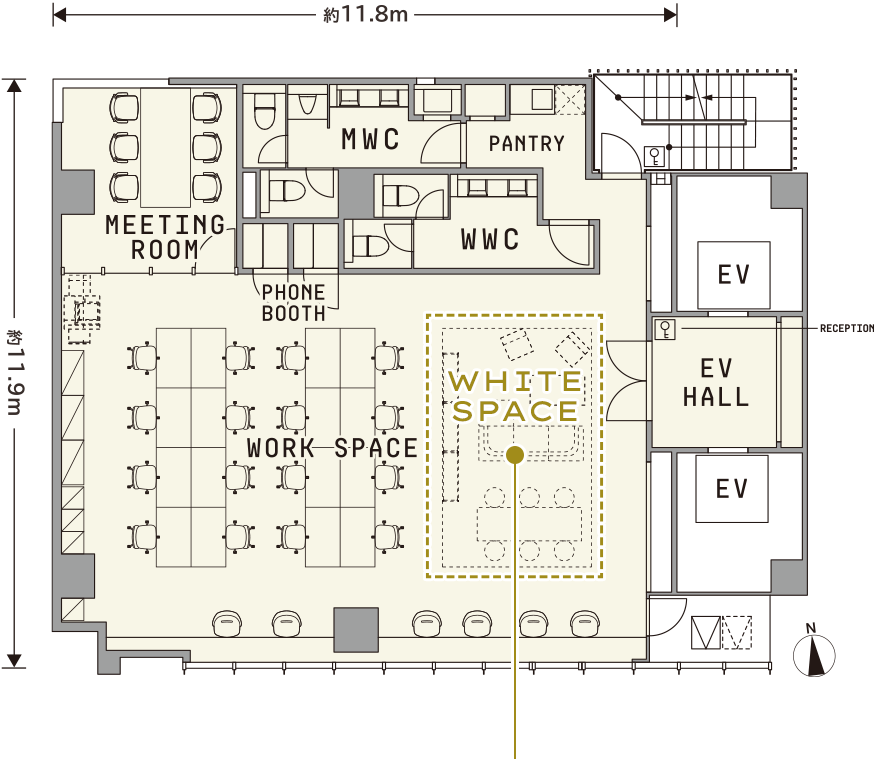 約11.8m
約11.9m
MWC
PANTRY
MEETING
ROOM
WWC
EV
PHONE
BOOTH
RECEPTION
EV
HALL
WHITE
SPACE
WORK SPACE
EV
N